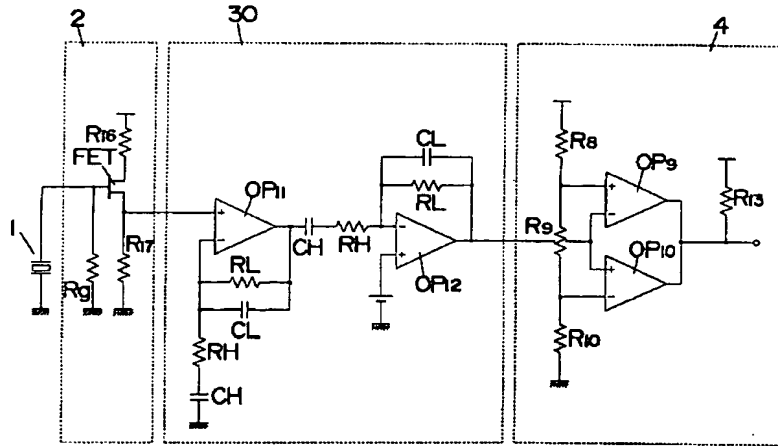 2
30
4
R16
FET
1
Rg
R17
+
-
OP11
RL
CL
RH
CH
CH
RH
CL
RL
-
+
OP12
R8
R9
R10
+
-
OP9
+
-
OP10
R13